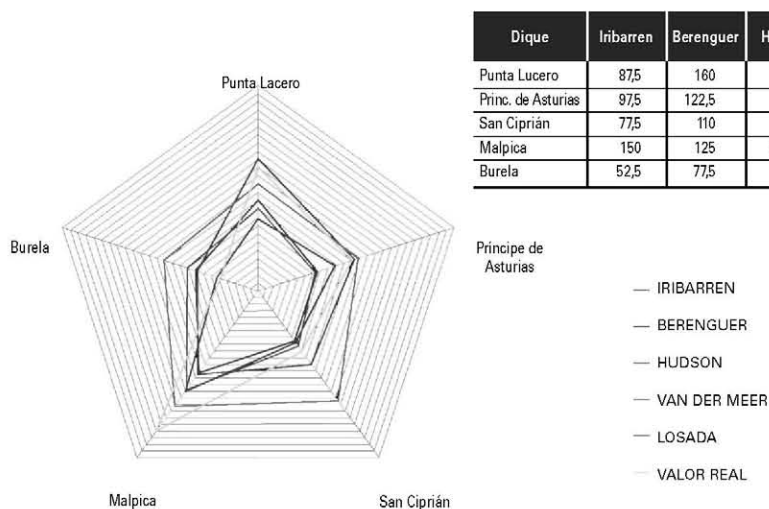 Dique Iribarren Berenguer H
Punta Lucero 87,5 160
Princ. de Asturias 97,5 122,5
San Ciprián 77,5 110
Malpica 150 125
Burela 52,5 77,5
Punta Lacero
Burela
Principe de
Asturias
Malpica
San Ciprián
IRIBARREN
BERENGUER
HUDSON
VAN DER MEER
LOSADA
VALOR REAL